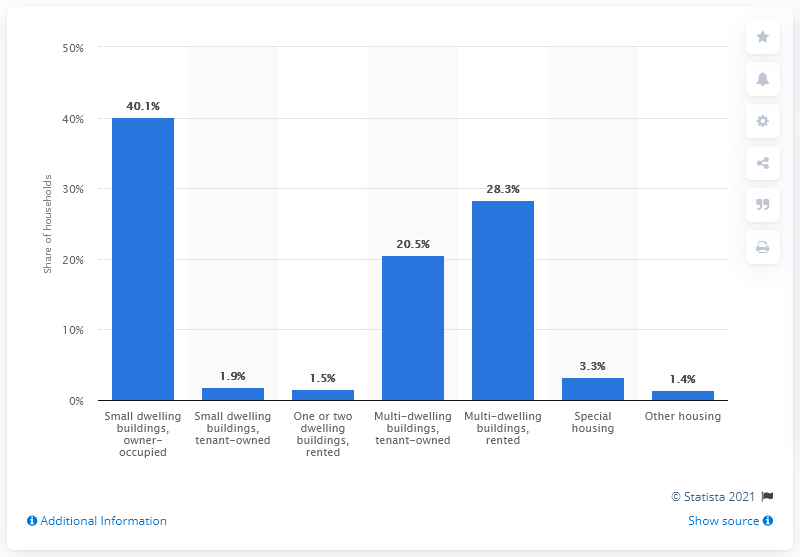 50%
40%
30%
20%
10%
0%
Share of households
40.1%
1.9%
1.5%
20.5%
28.3%
3.3%
1.4%
Small dwelling
buildings,
owner-
occupied
Small dwelling
buildings,
tenant-owned
One or two
dwelling
buildings,
rented
Multi-dwelling
buildings,
tenant-owned
Multi-dwelling
buildings,
rented
Special
housing
Other housing
© Statista 2021
Additional Information
Show source